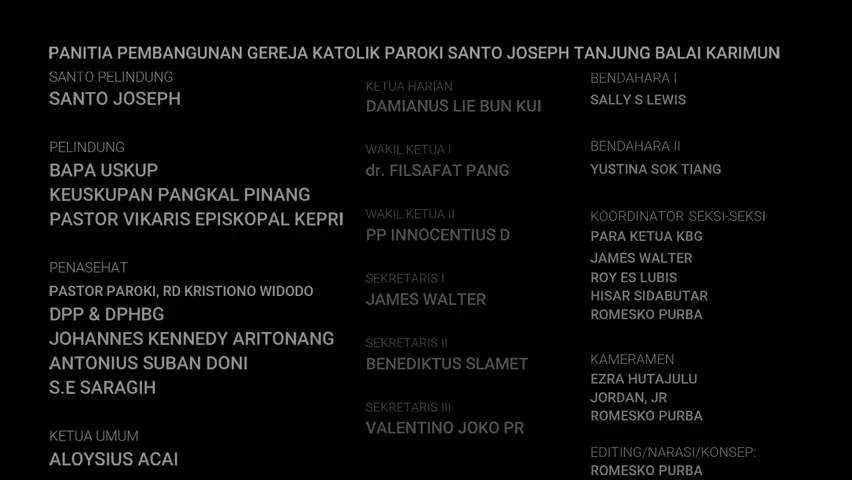 PANITIA PEMBANGUNAN GEREJA KATOLIK PAROKI SANTO JOSEPH TANJUNG BALAI KARIMUN
SANTO PELINDUNG
SANTO JOSEPH
PELINDUNG
BAPA USKUP
KEUSKUPAN PANGKAL PINANG
PASTOR VIKARIS EPISKOPAL KEPRI
PENASEHAT
PASTOR PAROKI, RD KRISTIONO WIDODO
DPP & DPHBG
JOHANNES KENNEDY ARITONANG
ANTONIUS SUBAN DONI
S.E SARAGIH
KETUA UMUM
ALOYSIUS ACAI
KETUA HARIAN
DAMIANUS LIE BUN KUI
WAKIL KETUA I
dr. FILSAFAT PANG
WAKIL KETUA II
PP INNOCENTIUS D
SEKRETARIS I
JAMES WALTER
SEKRETARIS II
BENEDIKTUS SLAMET
SEKRETARIS III
VALENTINO JOKO PR
BENDAHARA I
SALLY S LEWIS
BENDAHARA II
YUSTINA SOK TIANG
KOORDINATOR SEKSI-SEKSI
PARA KETUA KBG
JAMES WALTER
ROY ES LUBIS
HISAR SIDABUTAR
ROMESKO PURBA
KAMERAMEN
EZRA HUTAJULU
JORDAN, JR
ROMESKO PURBA
EDITING/NARASI/KONSEP:
ROMESKO PURBA